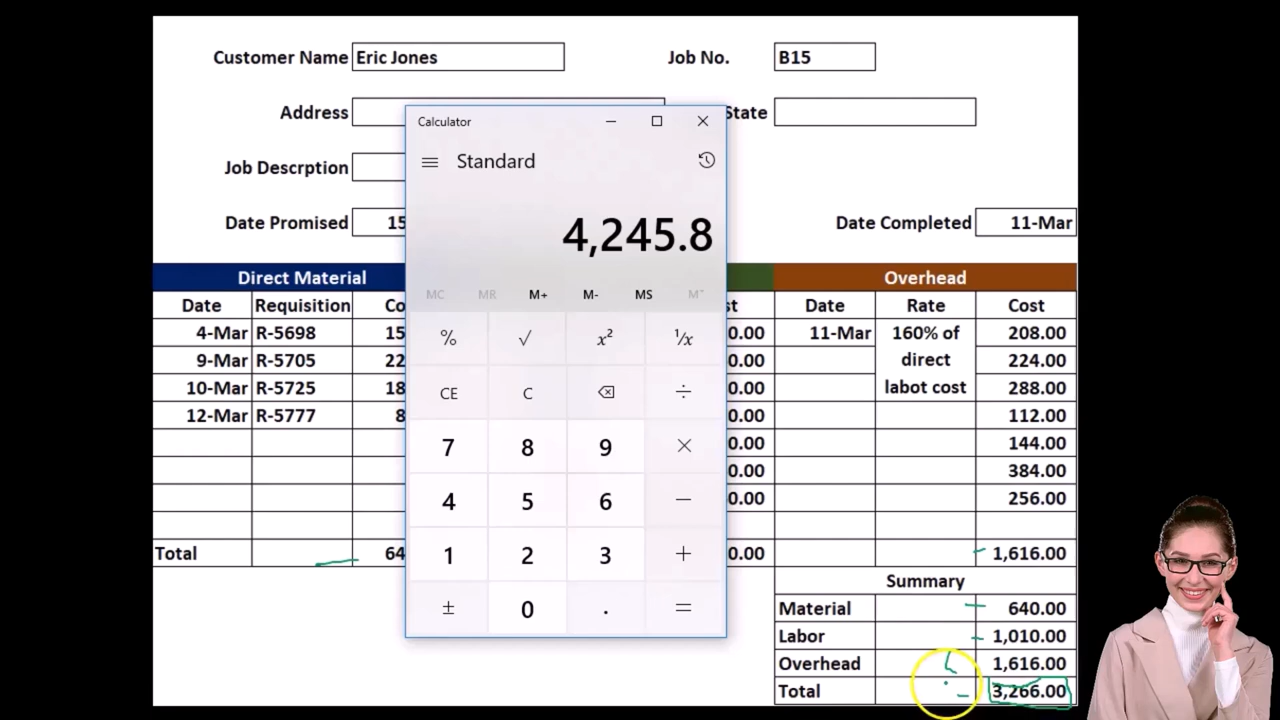 Customer Name Eric Jones Job No. B15
Address State
Calculator
Standard
Job Descrption
4,245.8
Date Promised 15 Date Completed 11-Mar
Direct Material Overhead
MC MR M+ M- MS M˅
Date Requisition Co st Date Rate Cost
4-Mar R-5698 15 0.00 11-Mar 160% of 208.00
% √ x² ¹/x
9-Mar R-5705 22 0.00 direct 224.00
10-Mar R-5725 18 0.00 labot cost 288.00
CE C ÷
12-Mar R-5777 8 0.00 112.00
7 8 9 ×
0.00 144.00
0.00 384.00
4 5 6 −
0.00 256.00
1 2 3 +
Total 64 0.00 1,616.00
Summary
± 0 . =
Material 640.00
Labor 1,010.00
Overhead 1,616.00
Total 3,266.00